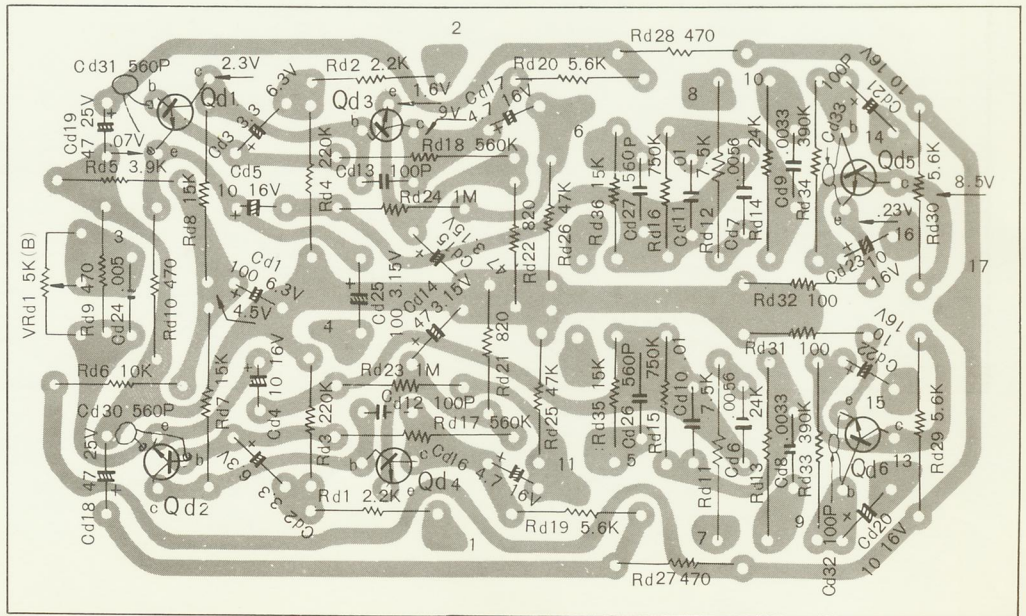 2
Rd28 470
Cd31 560P
2.3V
Rd2 2.2K
1.6V
Cd17
4.7 16V
Rd20 5.6K
10
100P
10 16V
Cd21
c
b
e
Qd1
6.3V
3.3
Cd3
Qd3
e
b
c
9V
8
Cd33
b
14
Qd5
c
e
Cd19
47 25V
.07V
Rd5 3.9K
Rd8 15K
Cd5
10 16V
Rd4 220K
Cd13 100P
Rd18 560K
Rd24 1M
6
Rd36 15K
Cd27 560P
Rd16 750K
Cd11 .01
Rd12 7.5K
Cd7 .0056
Rd14 24K
Cd9 .0033
Rd34 390K
Rd30 5.6K
8.5V
.23V
16
Cd23 10
16V
17
VRd1 5K(B)
3
Rd9 470
Cd24 .005
Rd10 470
Cd1
100 6.3V
4.5V
4
Cd25
100 3.15V
Cd15
47 3.15V
Cd14
47 3.15V
Rd22 820
Rd26 47K
Rd21 820
Rd25 47K
Rd32 100
Rd31 100
16V
10
Cd22
Rd6 10K
Cd30 560P
e
b
c
Qd2
Cd18
47 25V
Rd7 15K
Cd4 10 16V
6.3V
3.3
Cd2
Rd3 220K
Rd23 1M
Cd12 100P
Rd17 560K
b
c
e
Qd4
Cd16 4.7
16V
Rd1 2.2K
1
11
Rd19 5.6K
Rd35 15K
Cd26 560P
Rd15 750K
5
Cd10 .01
Rd11 7.5K
Cd6 .0056
Rd13 24K
Cd8 .0033
Rd33 390K
7
9
Cd32 100P
15
e
c
b
Qd6
13
Rd29 5.6K
Cd20
10 16V
Rd27 470